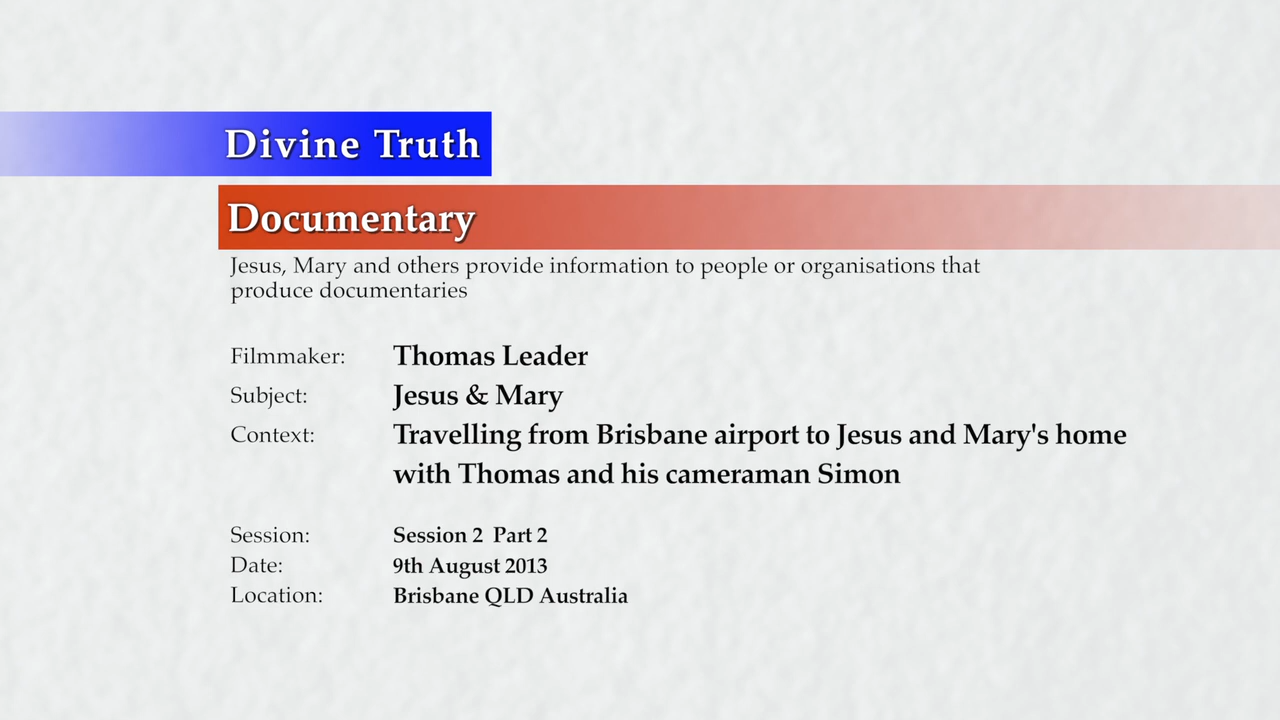 Divine Truth
Documentary
Jesus, Mary and others provide information to people or organisations that
produce documentaries
Filmmaker: Thomas Leader
Subject: Jesus & Mary
Context: Travelling from Brisbane airport to Jesus and Mary's home
with Thomas and his cameraman Simon
Session: Session 2 Part 2
Date: 9th August 2013
Location: Brisbane QLD Australia